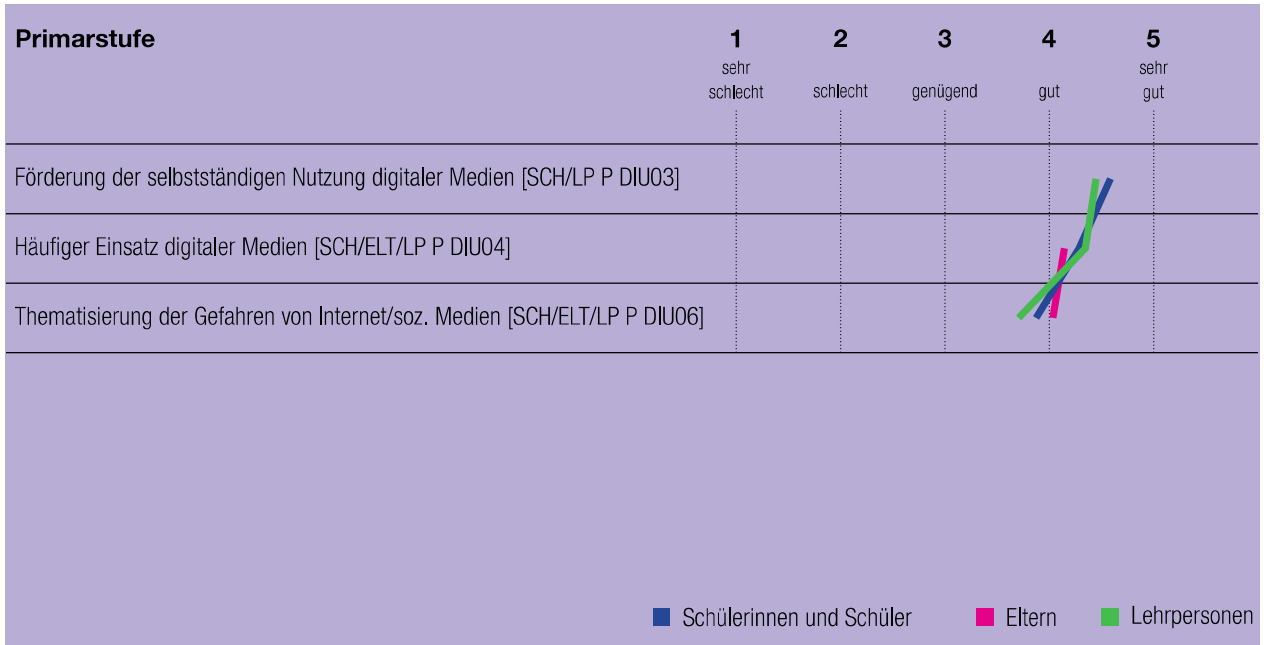 Primarstufe 1 2 3 4 5
sehr sehr
schlecht schlecht genügend gut gut
Förderung der selbstständigen Nutzung digitaler Medien [SCH/LP P DIU03]
Häufiger Einsatz digitaler Medien [SCH/ELT/LP P DIU04]
Thematisierung der Gefahren von Internet/soz. Medien [SCH/ELT/LP P DIU06]
Schülerinnen und Schüler Eltern Lehrpersonen